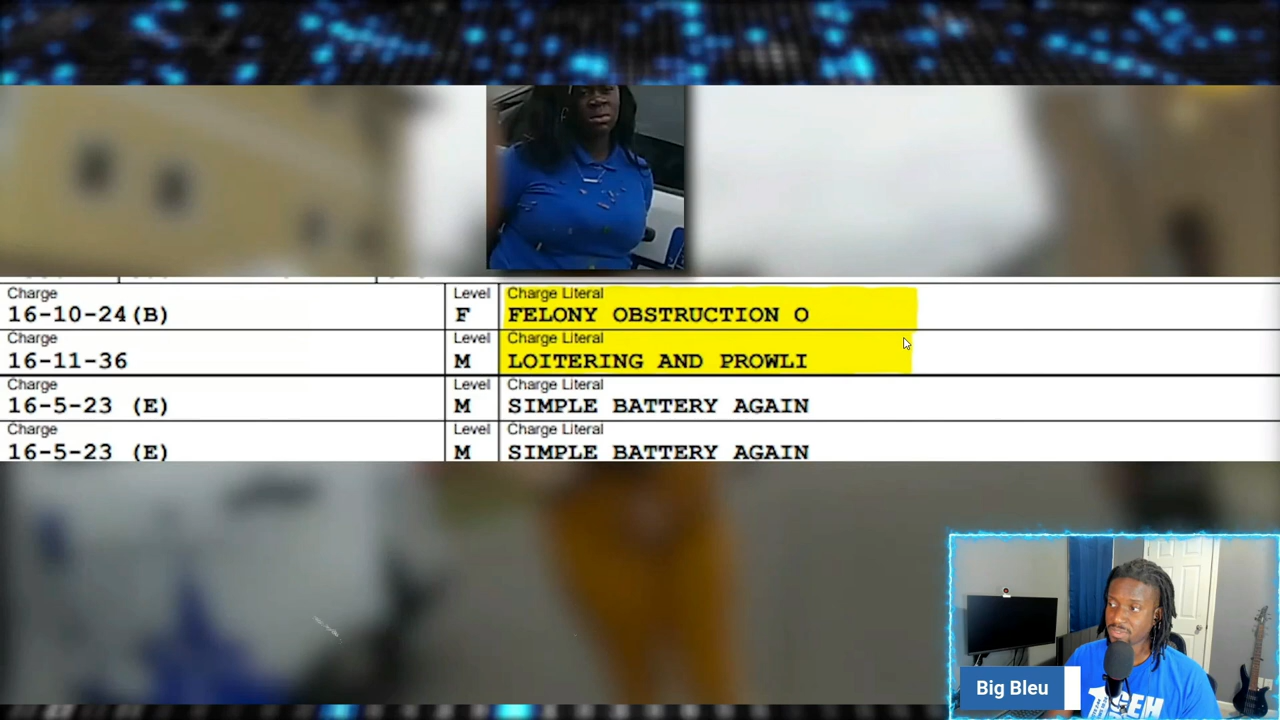 Charge Level Charge Literal
16-10-24(B) F FELONY OBSTRUCTION O
Charge Level Charge Literal
16-11-36 M LOITERING AND PROWLI
Charge Level Charge Literal
16-5-23 (E) M SIMPLE BATTERY AGAIN
Charge Level Charge Literal
16-5-23 (E) M SIMPLE BATTERY AGAIN
Big Bleu